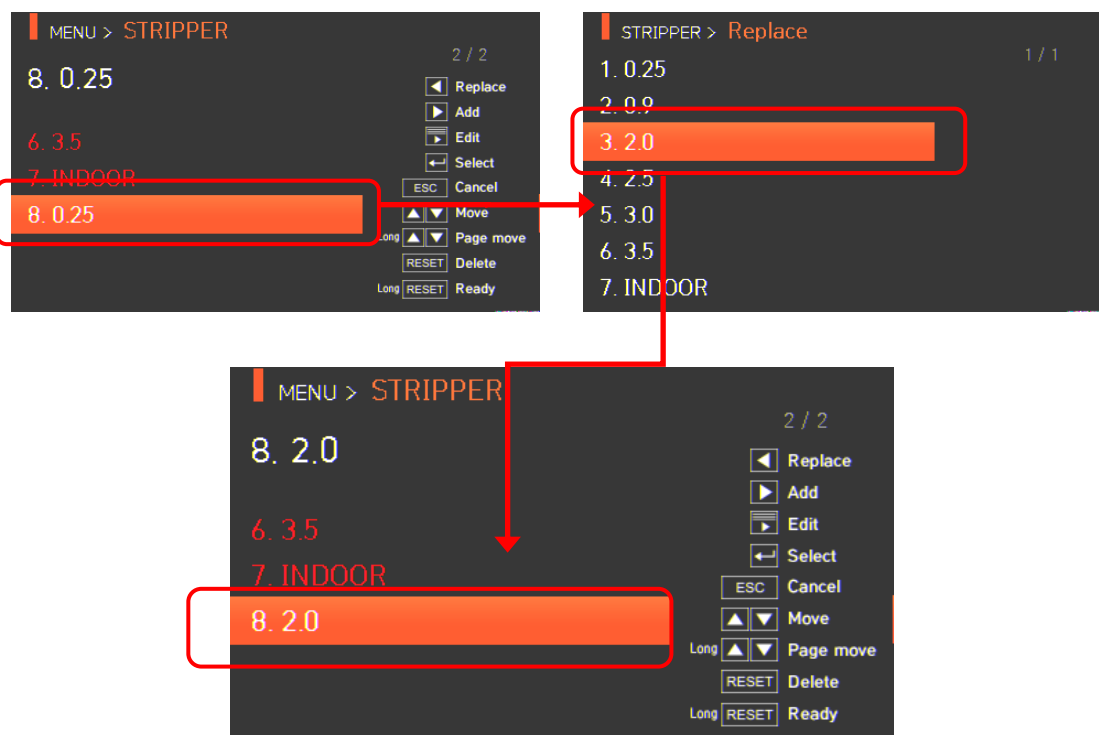 MENU > STRIPPER
2 / 2
8. 0.25
Replace
Add
6. 3.5
Edit
7. INDOOR
Select
ESC Cancel
8. 0.25
Move
Long Page move
RESET Delete
Long RESET Ready
STRIPPER > Replace
1 / 1
1. 0.25
2. 0.9
3. 2.0
4. 2.5
5. 3.0
6. 3.5
7. INDOOR
MENU > STRIPPER
2 / 2
8. 2.0
Replace
Add
6. 3.5
Edit
Select
7. INDOOR
ESC Cancel
8. 2.0
Move
Long Page move
RESET Delete
Long RESET Ready